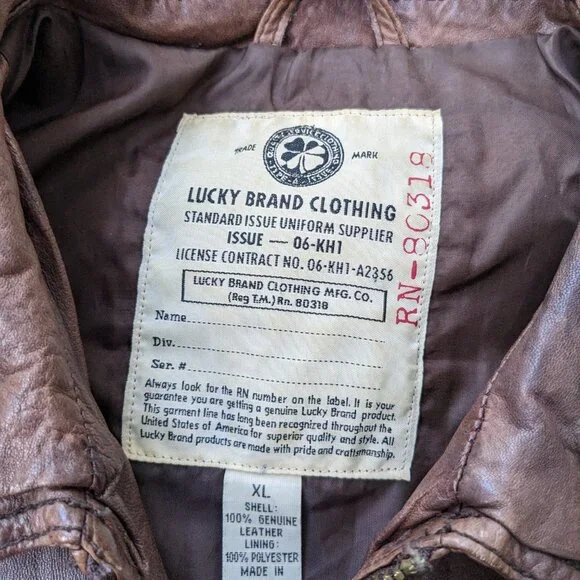 TRADE MARK
LUCKY BRAND CLOTHING
STANDARD ISSUE UNIFORM SUPPLIER
ISSUE — 06-KH1
LICENSE CONTRACT NO. 06-KH1-A2356
LUCKY BRAND CLOTHING MFG. CO.
(Reg T.M.) Rn. 80318
Name
Div.
Ser. #
Always look for the RN number on the label. It is your
guarantee you are getting a genuine Lucky Brand product.
This garment line has long been recognized throughout the
United States of America for superior quality and style. All
Lucky Brand products are made with pride and craftsmanship.
RN-80318
XL
SHELL:
100% GENUINE
LEATHER
LINING:
100% POLYESTER
MADE IN